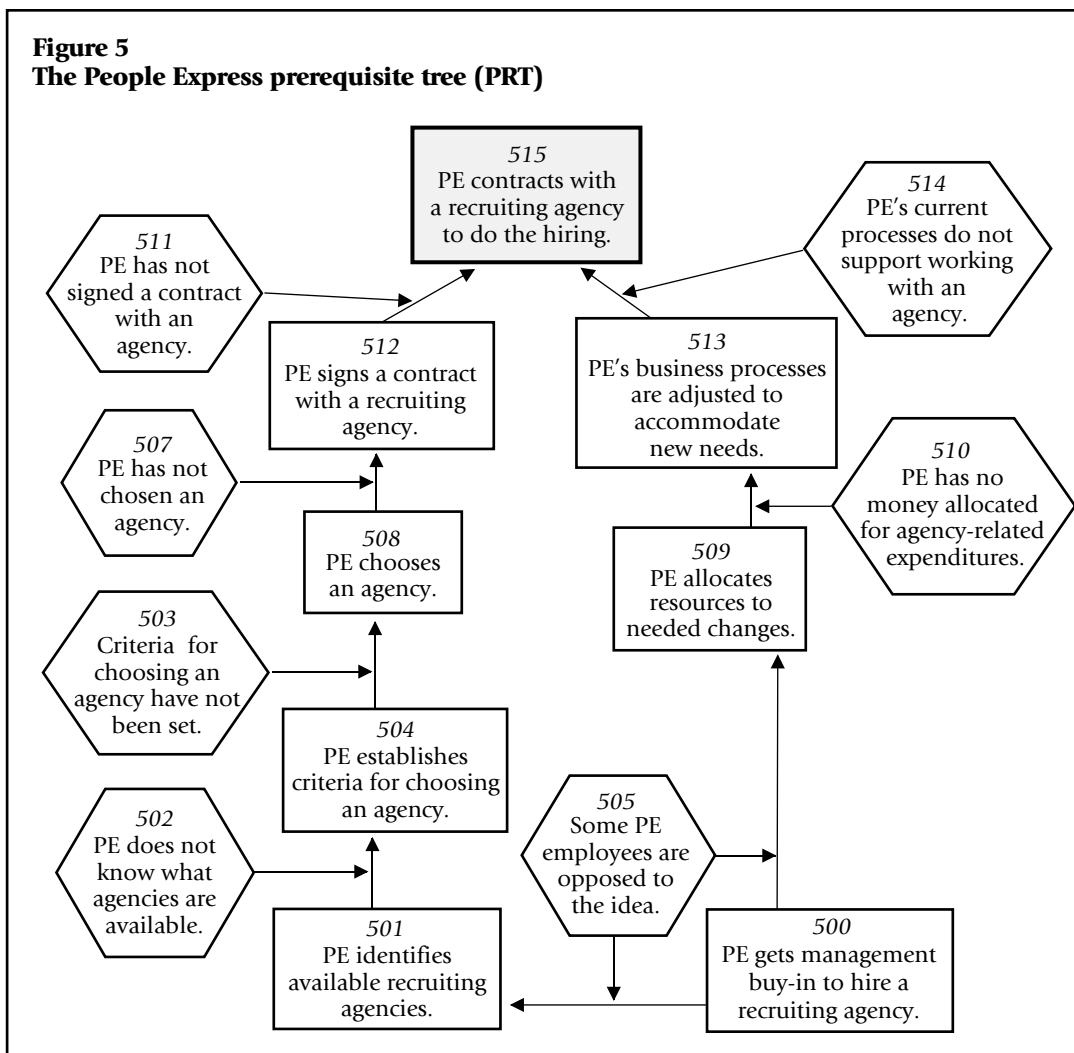 Figure 5
The People Express prerequisite tree (PRT)
515
PE contracts with
a recruiting agency
to do the hiring.
514
PE's current
processes do not
support working
with an
agency.
511
PE has not
signed a contract
with an
agency.
512
PE signs a contract
with a recruiting
agency.
513
PE's business processes
are adjusted to
accommodate
new needs.
507
PE has not
chosen an
agency.
510
PE has no
money allocated
for agency-related
expenditures.
508
PE chooses
an agency.
509
PE allocates
resources to
needed changes.
503
Criteria for
choosing an
agency have not
been set.
504
PE establishes
criteria for choosing
an agency.
502
PE does not
know what
agencies are
available.
505
Some PE
employees are
opposed to
the idea.
501
PE identifies
available recruiting
agencies.
500
PE gets management
buy-in to hire a
recruiting agency.